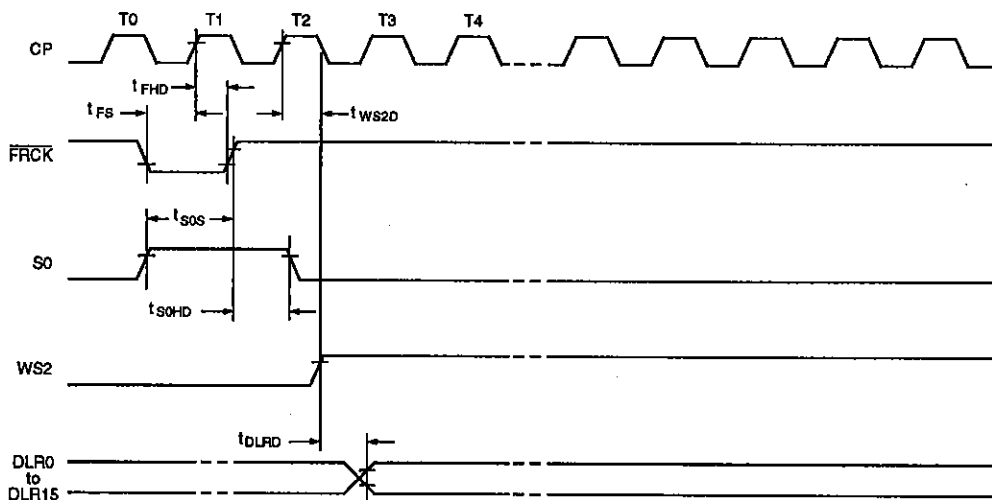 T0 T1 T2 T3 T4
CP
tFHD
tFS
tWS2D
FRCK
tS0S
S0
tS0HD
WS2
tDLRD
DLR0
to
DLR15